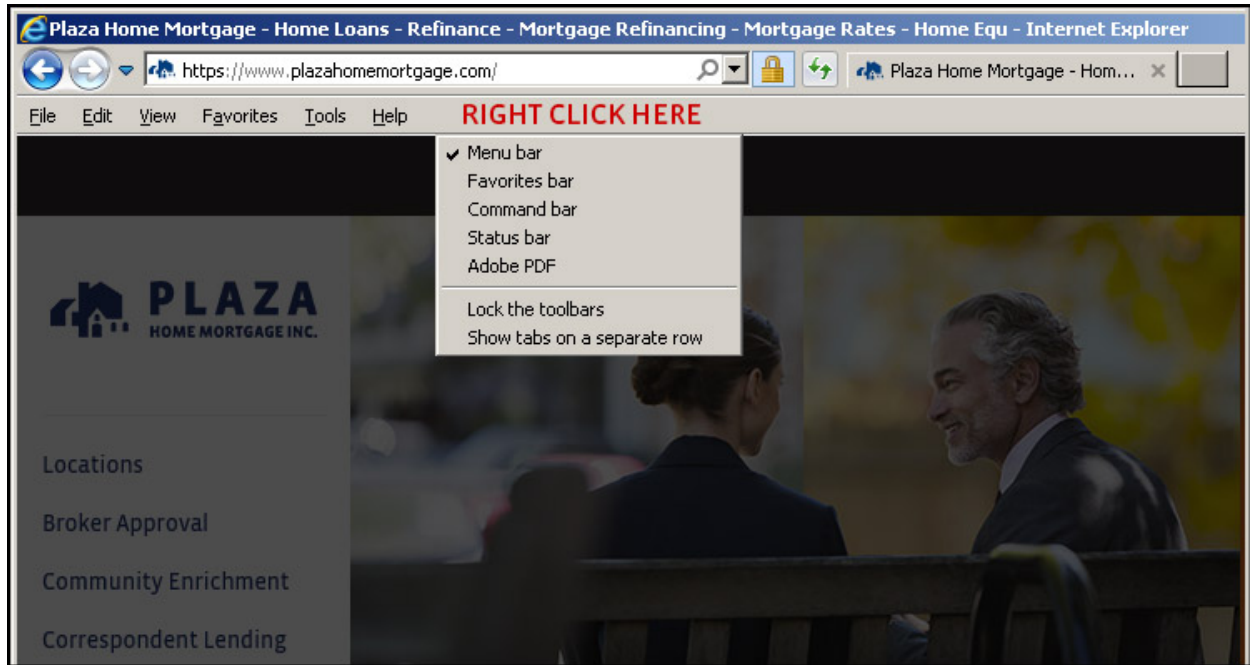 Plaza Home Mortgage - Home Loans - Refinance - Mortgage Refinancing - Mortgage Rates - Home Equ - Internet Explorer
https://www.plazahomemortgage.com/
Plaza Home Mortgage - Hom...
File Edit View Favorites Tools Help RIGHT CLICK HERE
Menu bar
Favorites bar
Command bar
Status bar
Adobe PDF
Lock the toolbars
Show tabs on a separate row
PLAZA
HOME MORTGAGE INC.
Locations
Broker Approval
Community Enrichment
Correspondent Lending